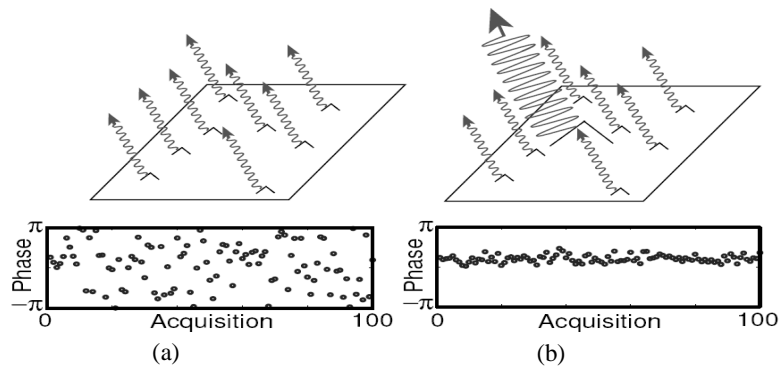 π
Phase
−π
0
Acquisition
100
(a)
π
Phase
−π
0
Acquisition
100
(b)